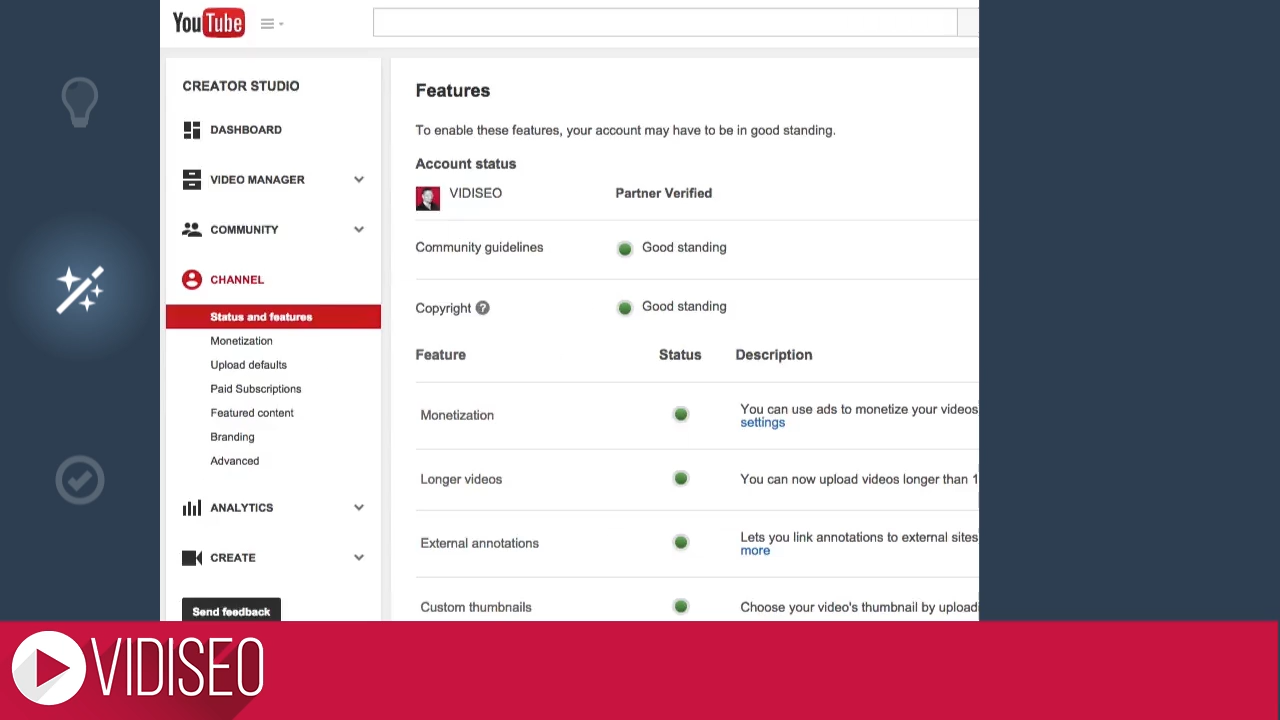 YouTube
CREATOR STUDIO
DASHBOARD
VIDEO MANAGER
COMMUNITY
CHANNEL
Status and features
Monetization
Upload defaults
Paid Subscriptions
Featured content
Branding
Advanced
ANALYTICS
CREATE
Send feedback
Features
To enable these features, your account may have to be in good standing.
Account status
VIDISEO Partner Verified
Community guidelines Good standing
Copyright ? Good standing
Feature Status Description
Monetization You can use ads to monetize your videos
settings
Longer videos You can now upload videos longer than 1
External annotations Lets you link annotations to external sites
more
Custom thumbnails Choose your video's thumbnail by uploadi
VIDISEO